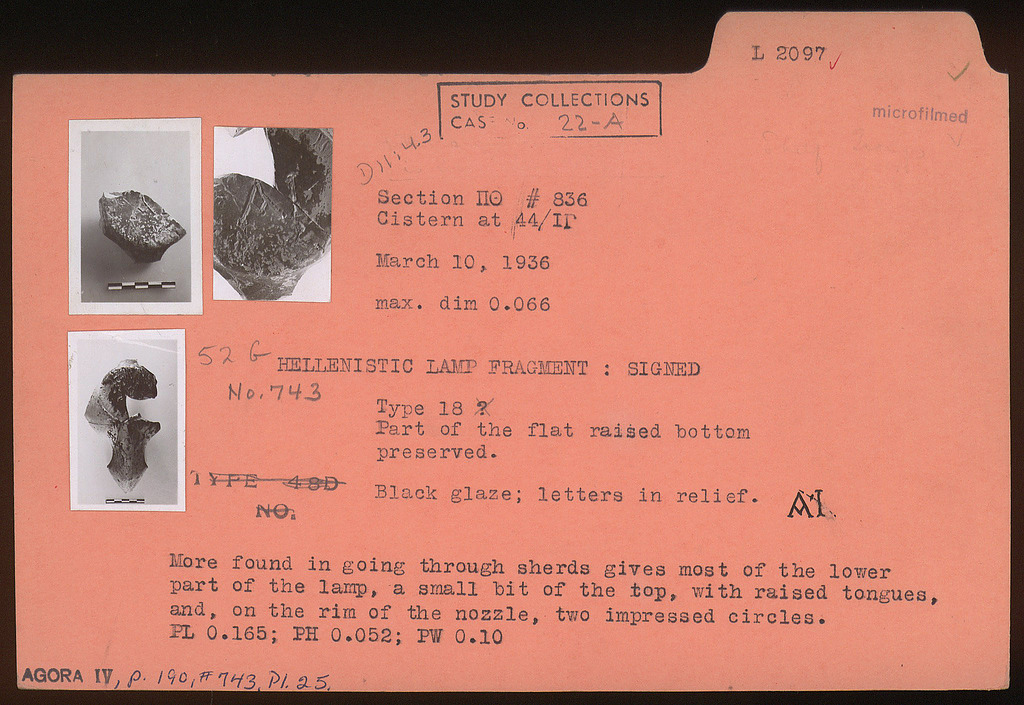 L 2097
STUDY COLLECTIONS
CASE No. 22-A
microfilmed
D11:4.3
Section ΠΘ # 836
Cistern at 44/ΙΓ
March 10, 1936
max. dim 0.066
52 G
HELLENISTIC LAMP FRAGMENT : SIGNED
No. 743
Type 18 ?
Part of the flat raised bottom
preserved.
TYPE 48D
NO.
Black glaze; letters in relief.
More found in going through sherds gives most of the lower
part of the lamp, a small bit of the top, with raised tongues,
and, on the rim of the nozzle, two impressed circles.
PL 0.165; PH 0.052; PW 0.10
AGORA IV, p. 190, #743, Pl. 25.